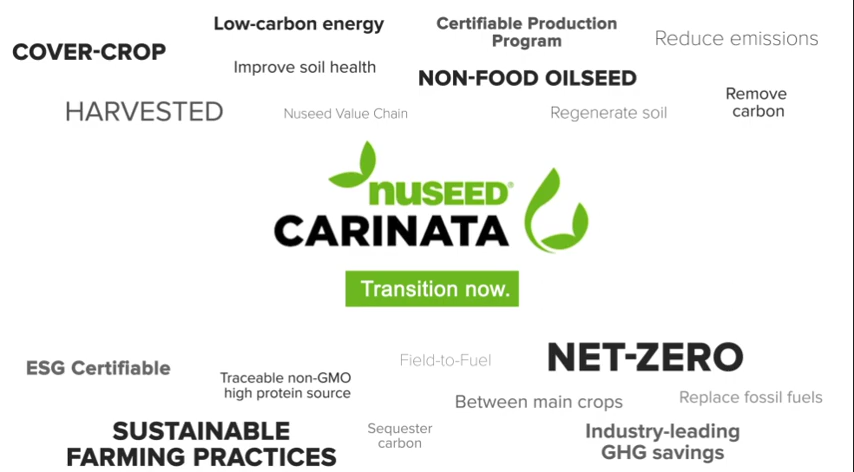 Low-carbon energy
Certifiable Production
Program
Reduce emissions
COVER-CROP
Improve soil health
NON-FOOD OILSEED
Remove
carbon
HARVESTED
Nuseed Value Chain
Regenerate soil
nuseed®
CARINATA
Transition now.
NET-ZERO
ESG Certifiable
Field-to-Fuel
Traceable non-GMO
high protein source
Between main crops
Replace fossil fuels
SUSTAINABLE
FARMING PRACTICES
Sequester
carbon
Industry-leading
GHG savings